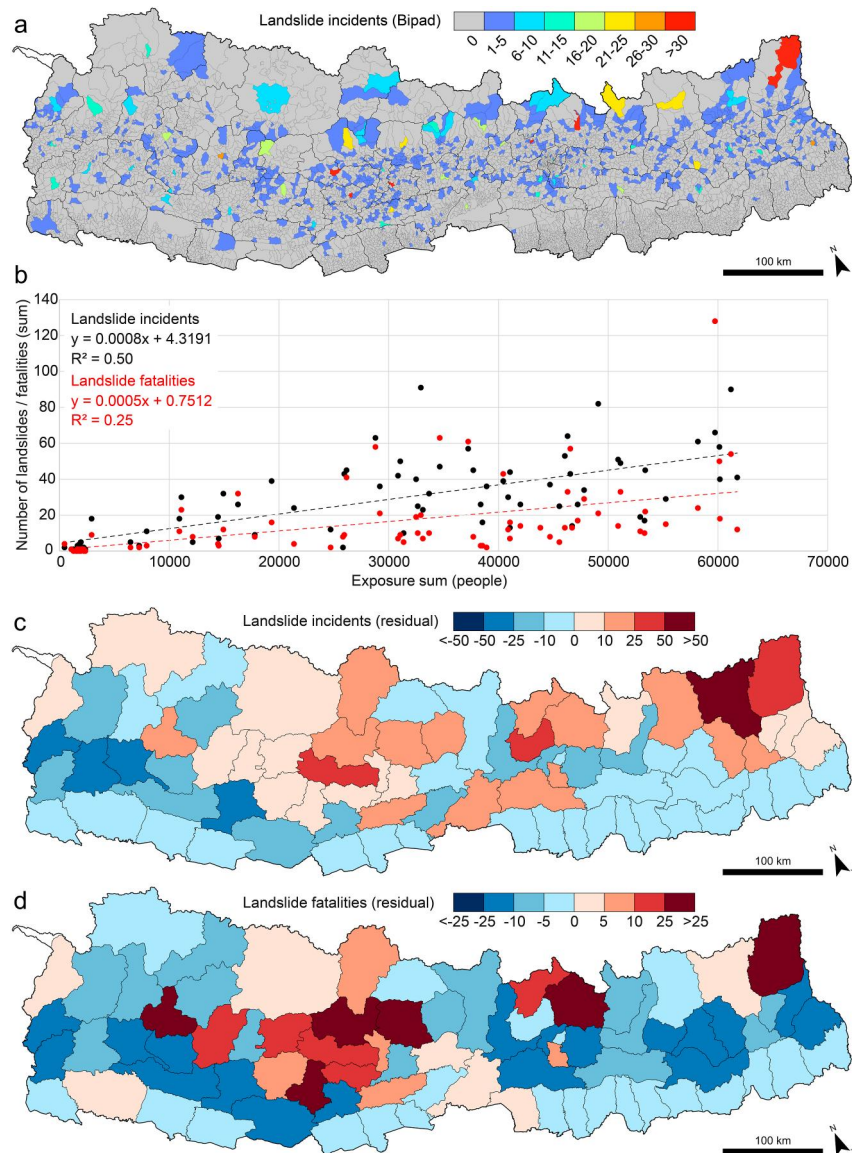 a
Landslide incidents (Bipad)
0 1-5 6-10 11-15 16-20 21-25 26-30 >30
N
100 km
b
Number of landslides / fatalities (sum)
140
120
100
80
60
40
20
0
Landslide incidents
y = 0.0008x + 4.3191
R² = 0.50
Landslide fatalities
y = 0.0005x + 0.7512
R² = 0.25
0 10000 20000 30000 40000 50000 60000 70000
Exposure sum (people)
c
Landslide incidents (residual)
<-50 -50 -25 -10 0 10 25 50 >50
N
100 km
d
Landslide fatalities (residual)
<-25 -25 -10 -5 0 5 10 25 >25
N
100 km